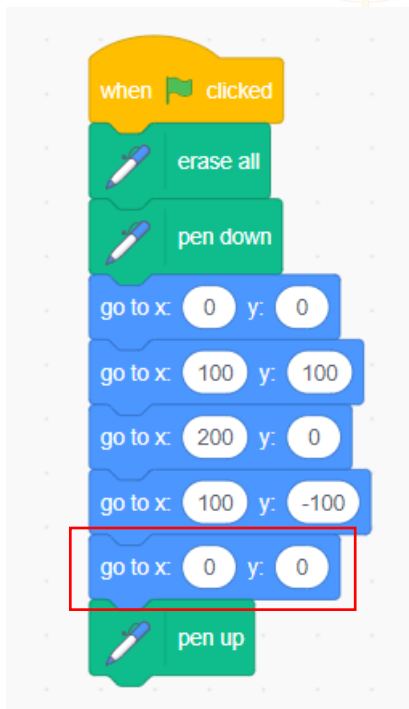 when clicked
erase all
pen down
go to x: 0 y: 0
go to x: 100 y: 100
go to x: 200 y: 0
go to x: 100 y: -100
go to x: 0 y: 0
pen up